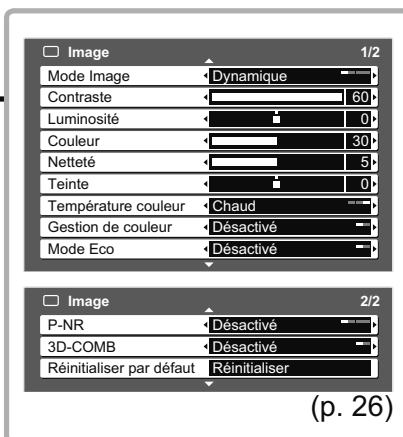 Image 1/2
Mode Image Dynamique
Contraste 60
Luminosité 0
Couleur 30
Netteté 5
Teinte 0
Température couleur Chaud
Gestion de couleur Désactivé
Mode Eco Désactivé
Image 2/2
P-NR Désactivé
3D-COMB Désactivé
Réinitialiser par défaut Réinitialiser
(p. 26)